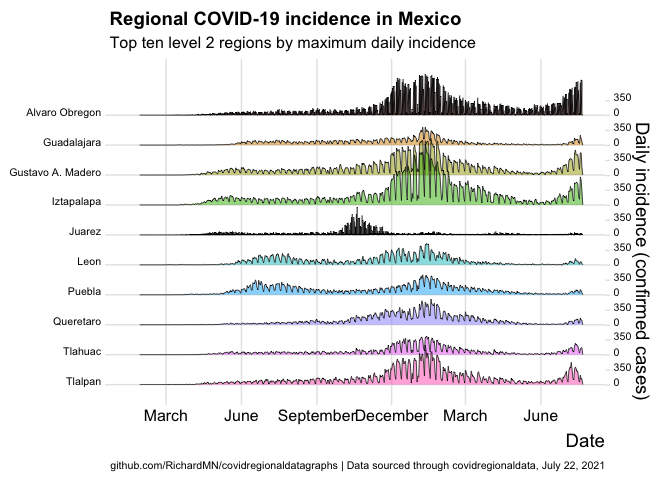 Regional COVID-19 incidence in Mexico
Top ten level 2 regions by maximum daily incidence
Alvaro Obregon
350
0
Guadalajara
350
0
Gustavo A. Madero
350
0
Iztapalapa
350
0
Juarez
350
0
Leon
350
0
Puebla
350
0
Queretaro
350
0
Tlahuac
350
0
Tlalpan
350
0
Daily incidence (confirmed cases)
March June September December March June
Date
github.com/RichardMN/covidregionaldatagraphs | Data sourced through covidregionaldata, July 22, 2021